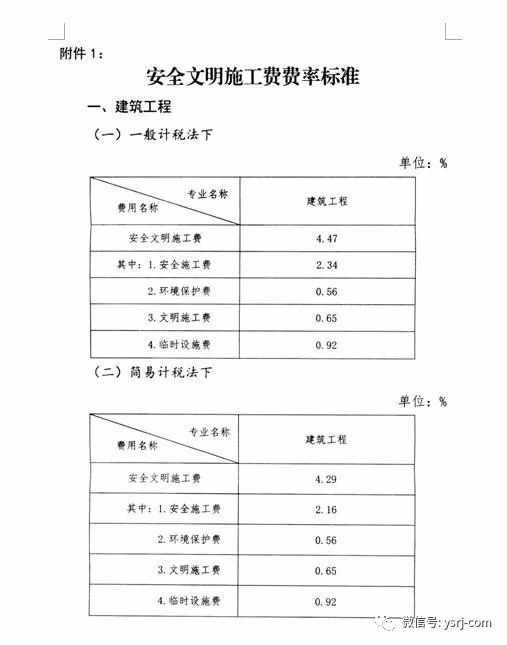 附件1：
安全文明施工费费率标准
一、建筑工程
（一）一般计税法下
单位：%
专业名称
费用名称
建筑工程
安全文明施工费 4.47
其中：1.安全施工费 2.34
2.环境保护费 0.56
3.文明施工费 0.65
4.临时设施费 0.92
（二）简易计税法下
单位：%
专业名称
费用名称
建筑工程
安全文明施工费 4.29
其中：1.安全施工费 2.16
2.环境保护费 0.56
3.文明施工费 0.65
4.临时设施费 0.92
微信号: ysrj-com